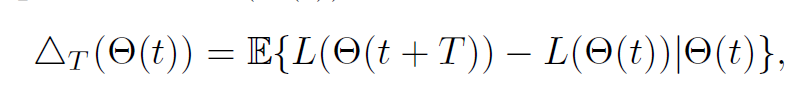 △_T(Θ(t)) = 𝔼{L(Θ(t + T)) − L(Θ(t))|Θ(t)},